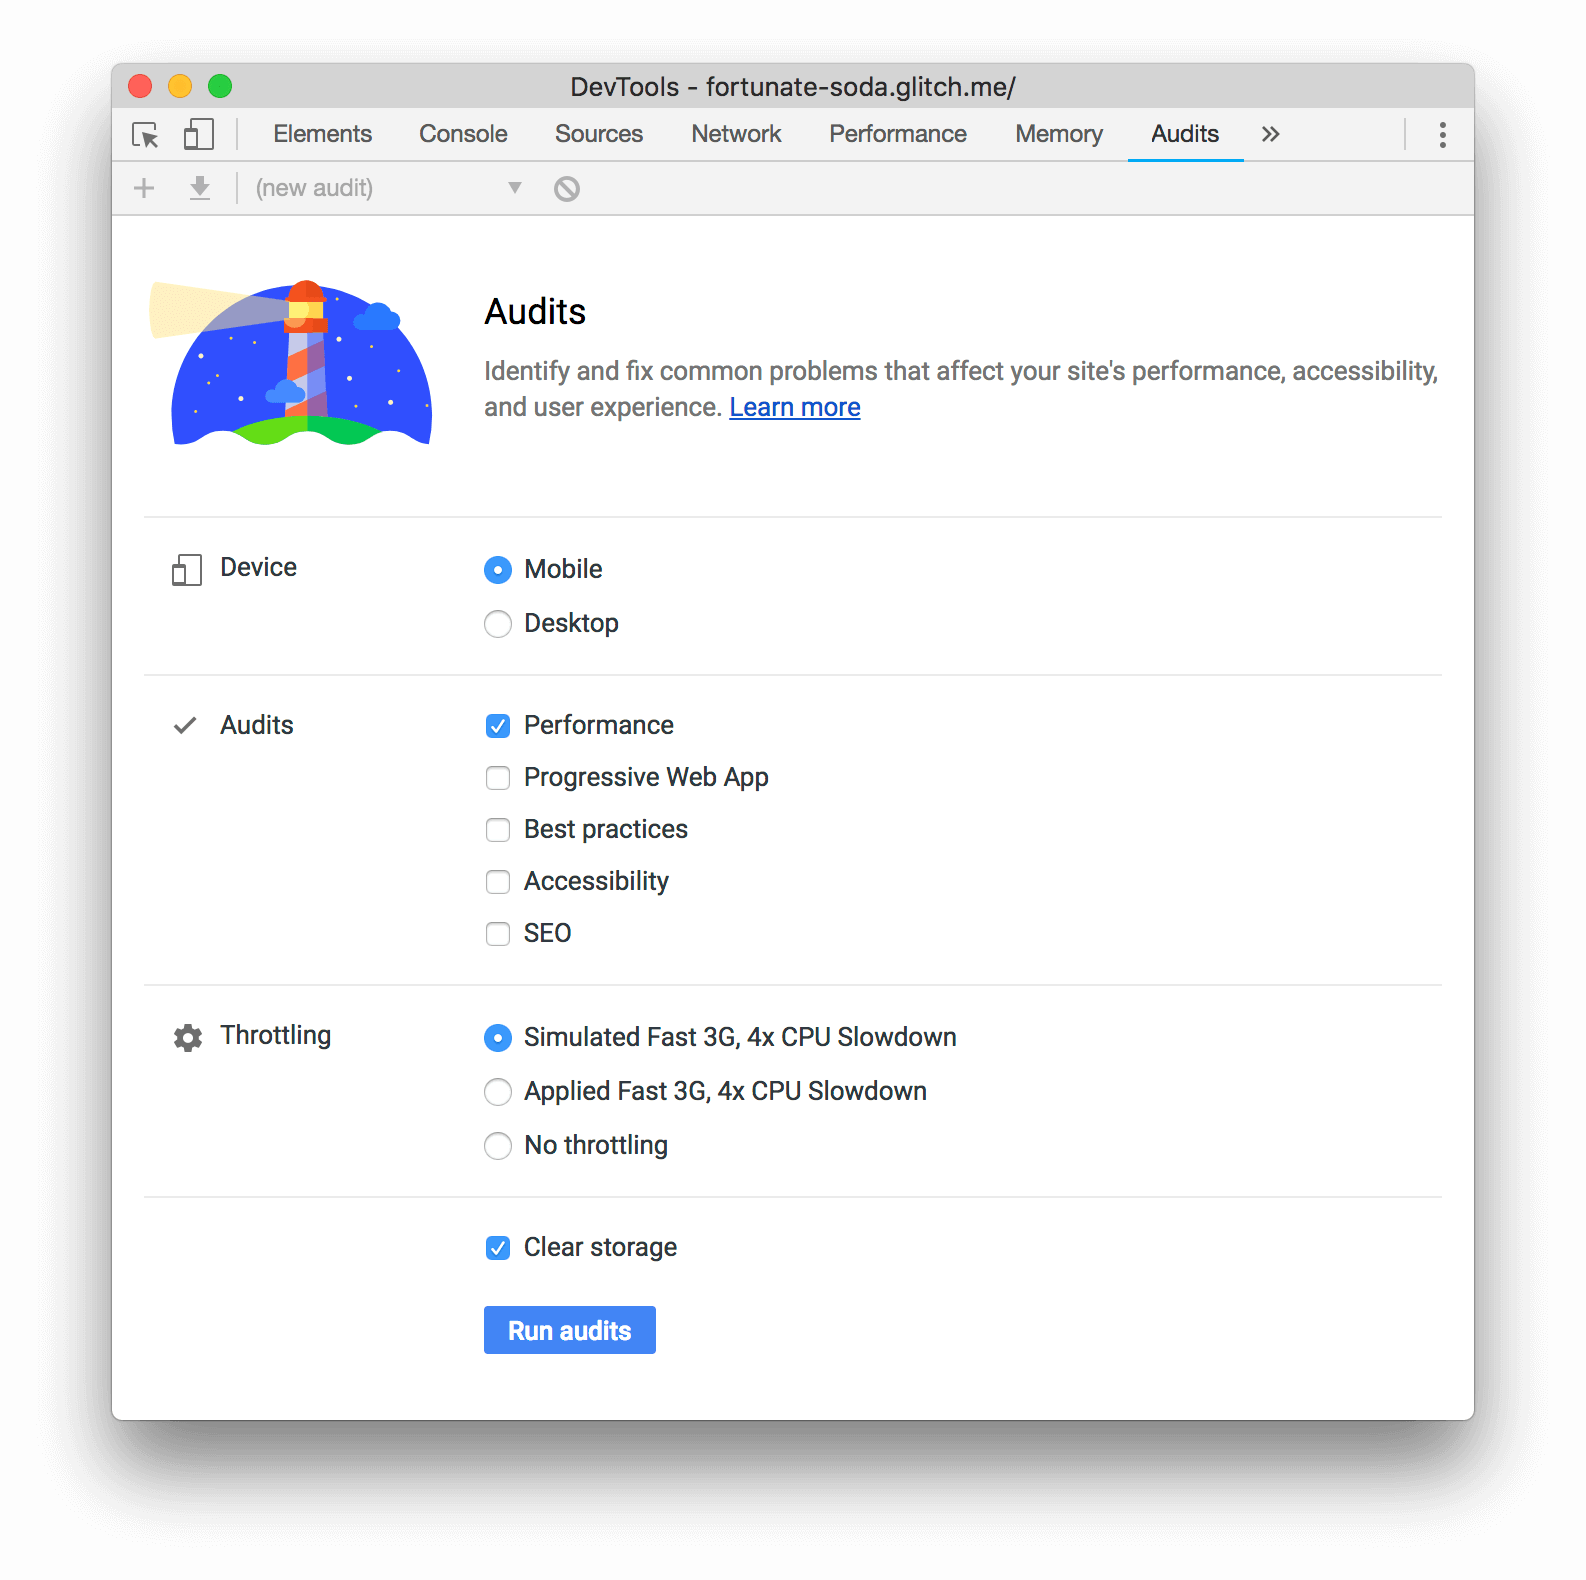 DevTools - fortunate-soda.glitch.me/
Elements Console Sources Network Performance Memory Audits
(new audit)
Audits
Identify and fix common problems that affect your site's performance, accessibility,
and user experience. Learn more
Device
Mobile
Desktop
Audits
Performance
Progressive Web App
Best practices
Accessibility
SEO
Throttling
Simulated Fast 3G, 4x CPU Slowdown
Applied Fast 3G, 4x CPU Slowdown
No throttling
Clear storage
Run audits